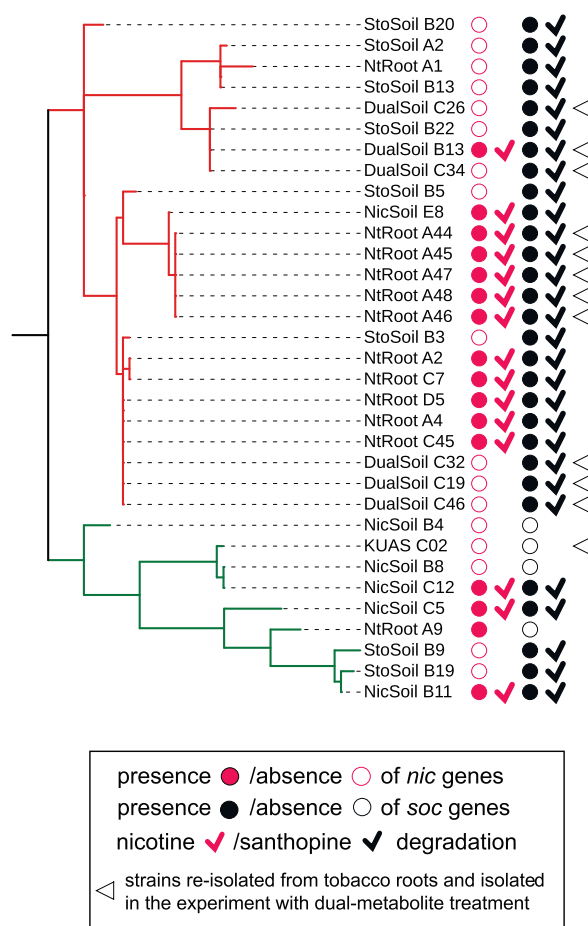 StoSoil B20
StoSoil A2
NtRoot A1
StoSoil B13
DualSoil C26
StoSoil B22
DualSoil B13
DualSoil C34
StoSoil B5
NicSoil E8
NtRoot A44
NtRoot A45
NtRoot A47
NtRoot A48
NtRoot A46
StoSoil B3
NtRoot A2
NtRoot C7
NtRoot D5
NtRoot A4
NtRoot C45
DualSoil C32
DualSoil C19
DualSoil C46
NicSoil B4
KUAS C02
NicSoil B8
NicSoil C12
NicSoil C5
NtRoot A9
StoSoil B9
StoSoil B19
NicSoil B11
presence /absence of nic genes
presence /absence of soc genes
nicotine /santhopine degradation
strains re-isolated from tobacco roots and isolated
in the experiment with dual-metabolite treatment